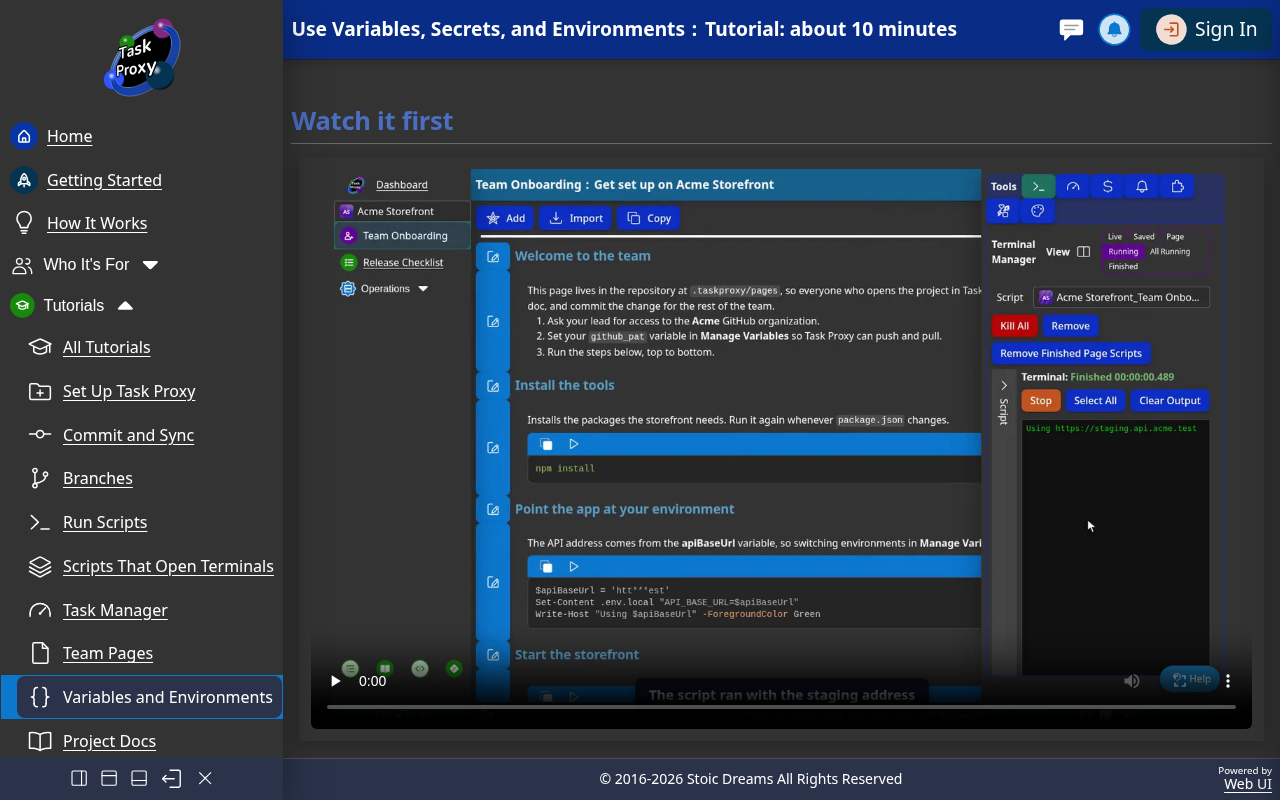 Task
Proxy
Home
Getting Started
How It Works
Who It's For
Tutorials
All Tutorials
Set Up Task Proxy
Commit and Sync
Branches
Run Scripts
Scripts That Open Terminals
Task Manager
Team Pages
Variables and Environments
Project Docs
Use Variables, Secrets, and Environments : Tutorial: about 10 minutes
Sign In
Watch it first
Dashboard
Acme Storefront
Team Onboarding
Release Checklist
Operations
Team Onboarding : Get set up on Acme Storefront
Add Import Copy
Welcome to the team
This page lives in the repository at .taskproxy/pages, so everyone who opens the project in Task
doc, and commit the change for the rest of the team.
1. Ask your lead for access to the Acme GitHub organization.
2. Set your github_pat variable in Manage Variables so Task Proxy can push and pull.
3. Run the steps below, top to bottom.
Install the tools
Installs the packages the storefront needs. Run it again whenever package.json changes.
npm install
Point the app at your environment
The API address comes from the apiBaseUrl variable, so switching environments in Manage Vari
$apiBaseUrl = 'htt***est'
Set-Content .env.local "API_BASE_URL=$apiBaseUrl"
Write-Host "Using $apiBaseUrl" -ForegroundColor Green
Start the storefront
Tools
Terminal Manager
View
Live Saved Page
Running All Running
Finished
Script
AS Acme Storefront_Team Onbo...
Kill All Remove
Remove Finished Page Scripts
Script
Terminal: Finished 00:00:00.489
Stop Select All Clear Output
Using https://staging.api.acme.test
The script ran with the staging address
Help
0:00
© 2016-2026 Stoic Dreams All Rights Reserved
Powered by
Web UI